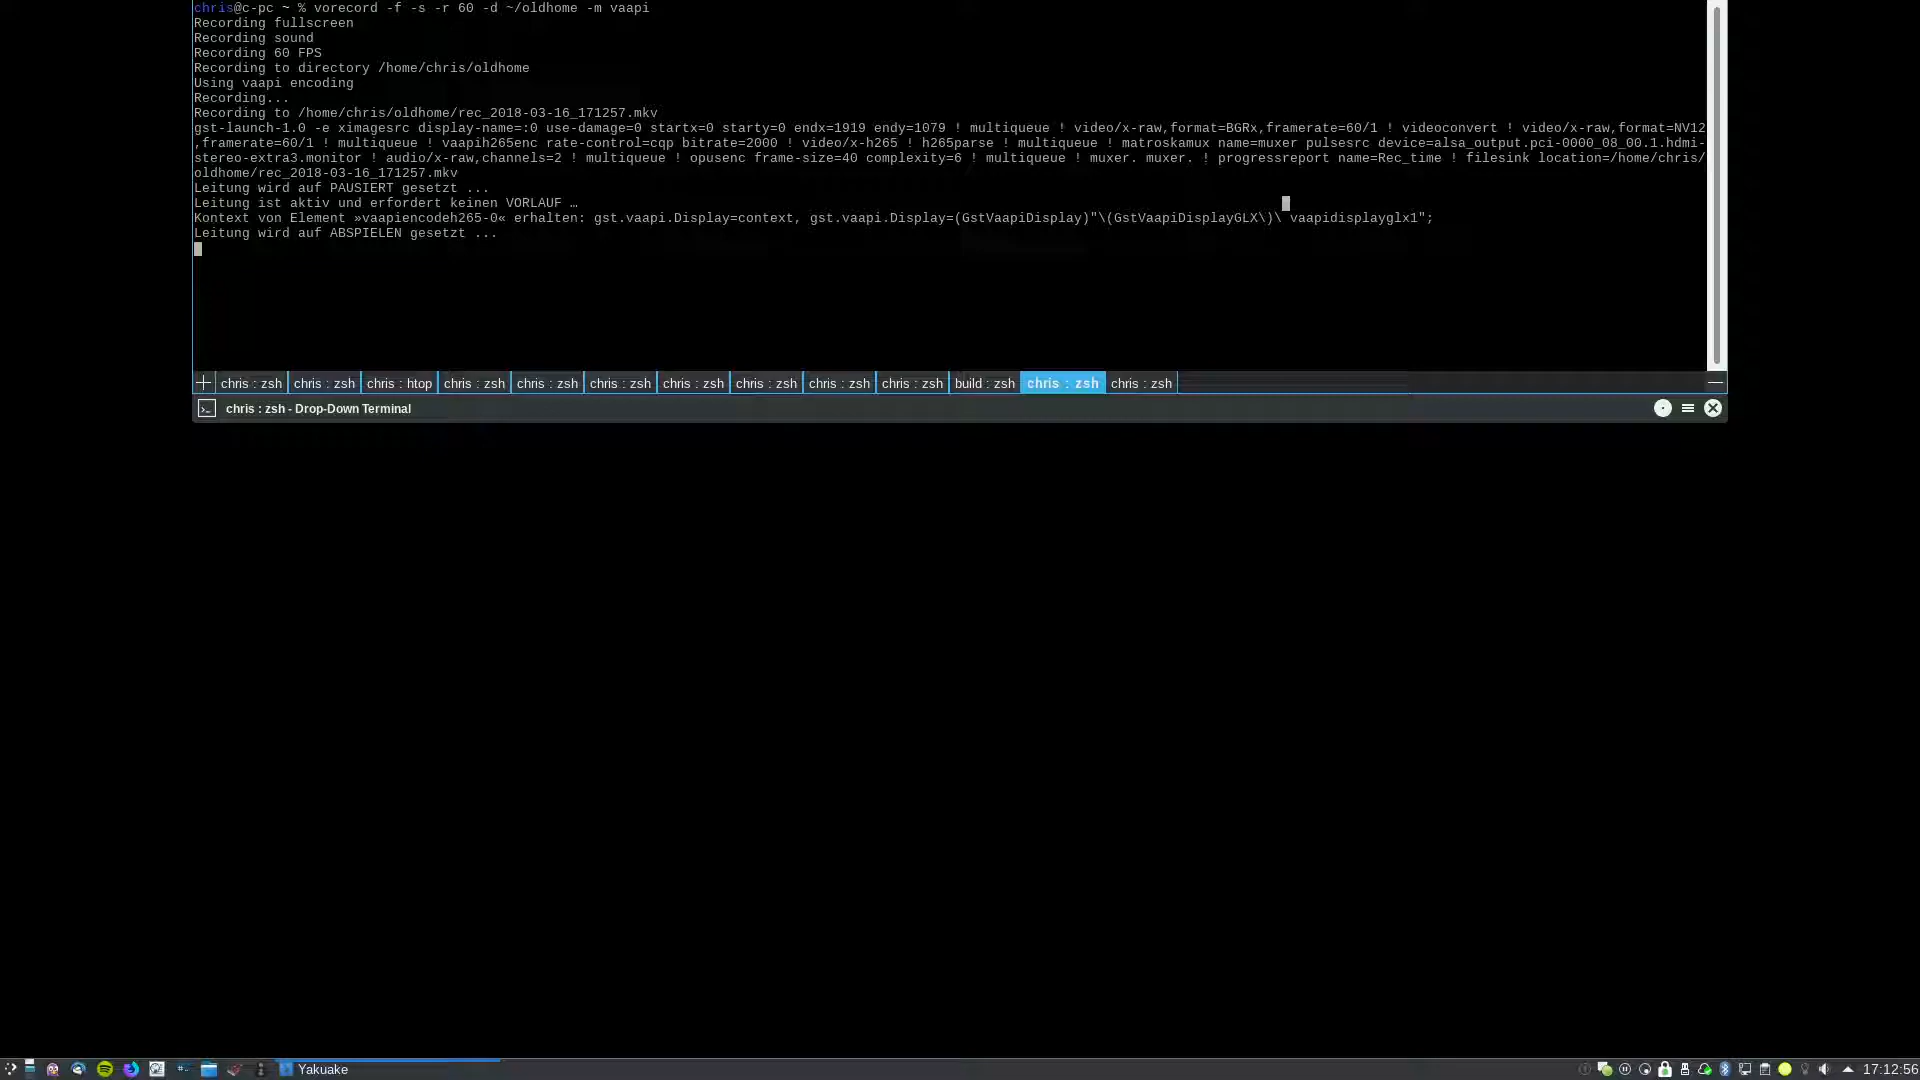 chris@c-pc ~ % vorecord -f -s -r 60 -d ~/oldhome -m vaapi
Recording fullscreen
Recording sound
Recording 60 FPS
Recording to directory /home/chris/oldhome
Using vaapi encoding
Recording...
Recording to /home/chris/oldhome/rec_2018-03-16_171257.mkv
gst-launch-1.0 -e ximagesrc display-name=:0 use-damage=0 startx=0 starty=0 endx=1919 endy=1079 ! multiqueue ! video/x-raw,format=BGRx,framerate=60/1 ! videoconvert ! video/x-raw,format=NV12
,framerate=60/1 ! multiqueue ! vaapih265enc rate-control=cqp bitrate=2000 ! video/x-h265 ! h265parse ! multiqueue ! matroskamux name=muxer pulsesrc device=alsa_output.pci-0000_08_00.1.hdmi-
stereo-extra3.monitor ! audio/x-raw,channels=2 ! multiqueue ! opusenc frame-size=40 complexity=6 ! multiqueue ! muxer. muxer. ! progressreport name=Rec_time ! filesink location=/home/chris/
oldhome/rec_2018-03-16_171257.mkv
Leitung wird auf PAUSIERT gesetzt ...
Leitung ist aktiv und erfordert keinen VORLAUF …
Kontext von Element »vaapiencodeh265-0« erhalten: gst.vaapi.Display=context, gst.vaapi.Display=(GstVaapiDisplay)"\(GstVaapiDisplayGLX\)\ vaapidisplayglx1";
Leitung wird auf ABSPIELEN gesetzt ...
chris : zsh chris : zsh chris : htop chris : zsh chris : zsh chris : zsh chris : zsh chris : zsh chris : zsh chris : zsh build : zsh chris : zsh chris : zsh
chris : zsh - Drop-Down Terminal
Yakuake 17:12:56